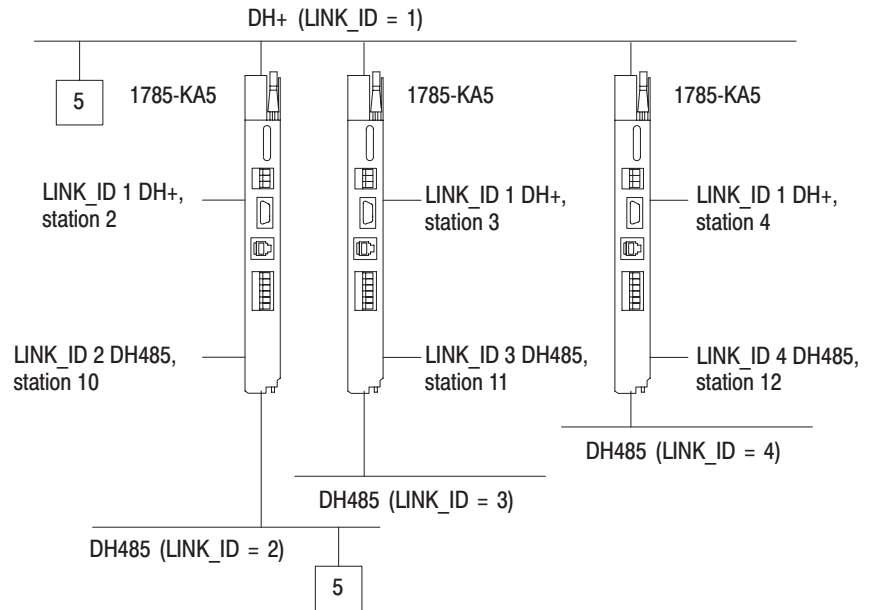 DH+ (LINK_ID = 1)
5
1785-KA5
1785-KA5
1785-KA5
LINK_ID 1 DH+,
station 2
LINK_ID 1 DH+,
station 3
LINK_ID 1 DH+,
station 4
LINK_ID 2 DH485,
station 10
LINK_ID 3 DH485,
station 11
LINK_ID 4 DH485,
station 12
DH485 (LINK_ID = 4)
DH485 (LINK_ID = 3)
DH485 (LINK_ID = 2)
5